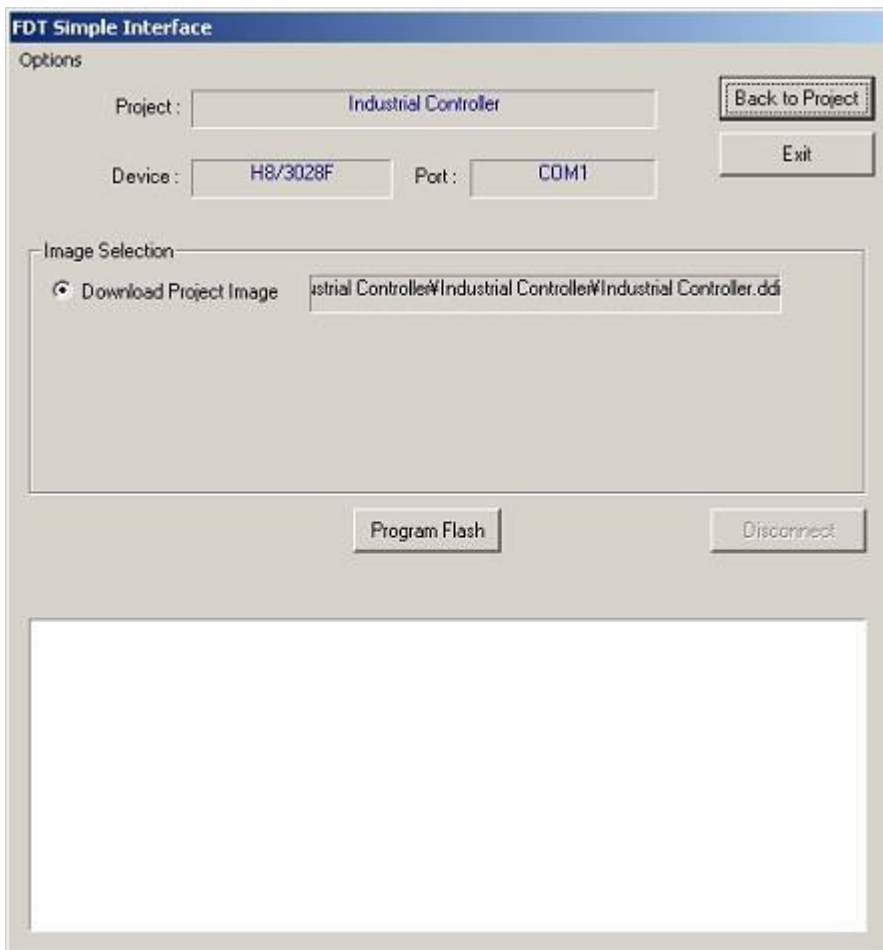 FDT Simple Interface
Options
Project : Industrial Controller
Back to Project
Device : H8/3028F Port : COM1
Exit
Image Selection
Download Project Image ustrial Controller¥Industrial Controller¥Industrial Controller.ddi
Program Flash Disconnect